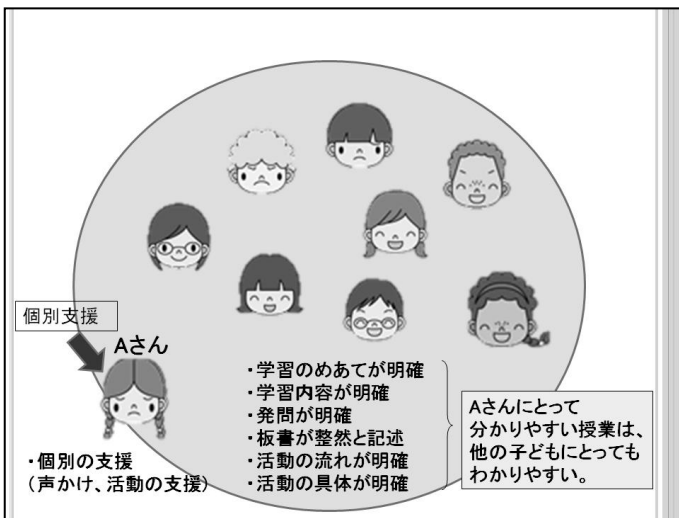 個別支援
Aさん
・個別の支援
（声かけ、活動の支援）
・学習のめあてが明確
・学習内容が明確
・発問が明確
・板書が整然と記述
・活動の流れが明確
・活動の具体が明確
Aさんにとって
分かりやすい授業は、
他の子どもにとっても
わかりやすい。